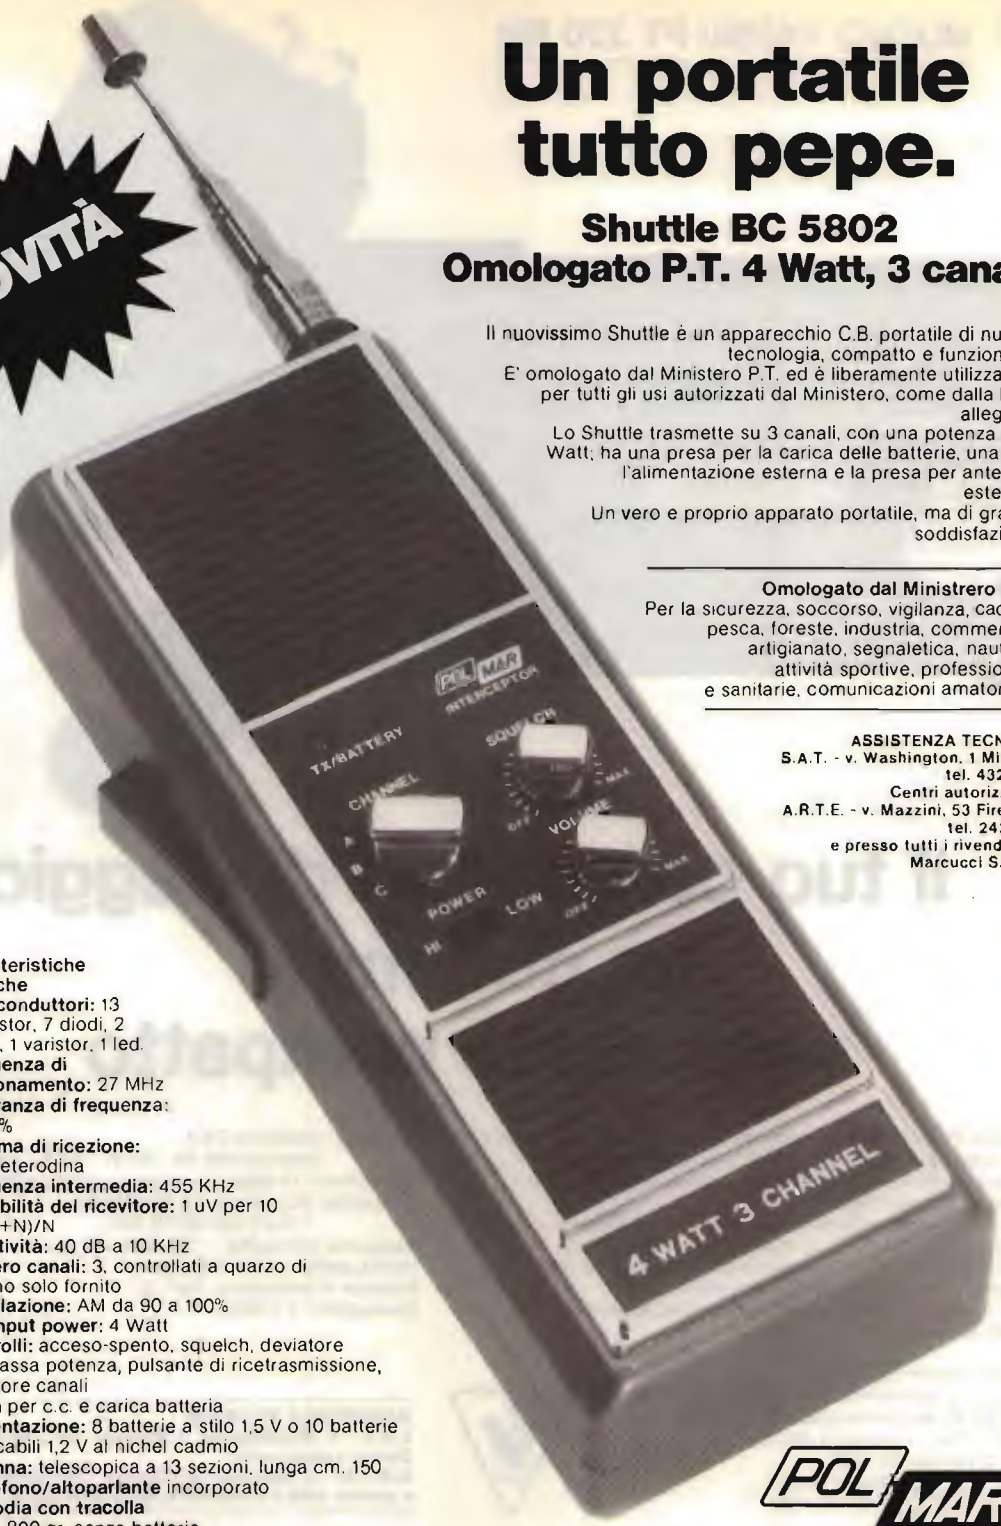 OVITÀ
Un portatile
tutto pepe.
Shuttle BC 5802
Omologato P.T. 4 Watt, 3 cana
Il nuovissimo Shuttle è un apparecchio C.B. portatile di nu
tecnologia, compatto e funzion
E' omologato dal Ministero P.T. ed è liberamente utilizza
per tutti gli usi autorizzati dal Ministero, come dalla
alleg
Lo Shuttle trasmette su 3 canali, con una potenza
Watt; ha una presa per la carica delle batterie, una
l'alimentazione esterna e la presa per ante
este
Un vero e proprio apparato portatile, ma di gra
soddisfazi
Omologato dal Ministrero
Per la sicurezza, soccorso, vigilanza, cac
pesca, foreste, industria, commer
artigianato, segnaletica, naut
attività sportive, professio
e sanitarie, comunicazioni amator
ASSISTENZA TECN
S.A.T. - v. Washington, 1 Mi
tel. 432
Centri autoriz
A.R.T.E. - v. Mazzini, 53 Fire
tel. 243
e presso tutti i rivend
Marcucci S.
POL MAR
INTERCEPTOR
TX/BATTERY
SQUELCH
CHANNEL
OFF MAX
A
B
C
VOLUME
OFF MAX
POWER
HI LOW
4 WATT 3 CHANNEL
teristiche
che
conduttori: 13
stor, 7 diodi, 2
, 1 varistor, 1 led.
enza di
onamento: 27 MHz
anza di frequenza:
%
ma di ricezione:
eterodina
enza intermedia: 455 KHz
bilità del ricevitore: 1 uV per 10
+N)/N
tività: 40 dB a 10 KHz
ero canali: 3, controllati a quarzo di
no solo fornito
lazione: AM da 90 a 100%
nput power: 4 Watt
rolli: acceso-spento, squelch, deviatore
assa potenza, pulsante di ricetrasmissione,
ore canali
per c.c. e carica batteria
ntazione: 8 batterie a stilo 1,5 V o 10 batterie
cabili 1,2 V al nichel cadmio
nna: telescopica a 13 sezioni, lunga cm. 150
fono/altoparlante incorporato
odia con tracolla
800 gr. senza batterie
POL MAR